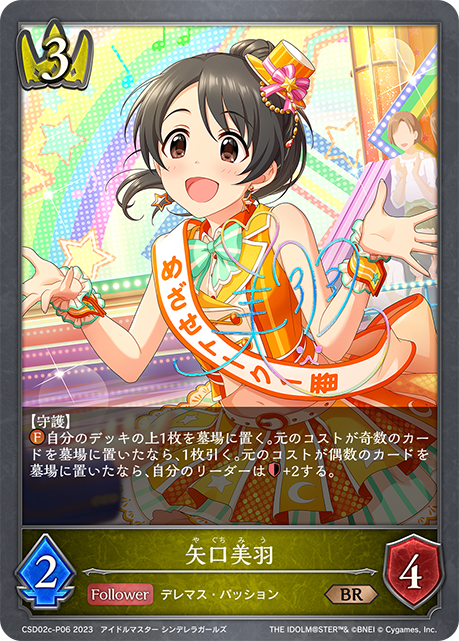 3
めざせトーク一番
【守護】
F 自分のデッキの上1枚を墓場に置く。元のコストが奇数のカー
ドを墓場に置いたなら、1枚引く。元のコストが偶数のカードを
墓場に置いたなら、自分のリーダーは+2する。
やぐちみう
矢口美羽
2
Follower デレマス・パッション BR
4
CSD02c-P06 2023 アイドルマスター シンデレラガールズ THE IDOLM@STER™& ©BNEI © Cygames, Inc.